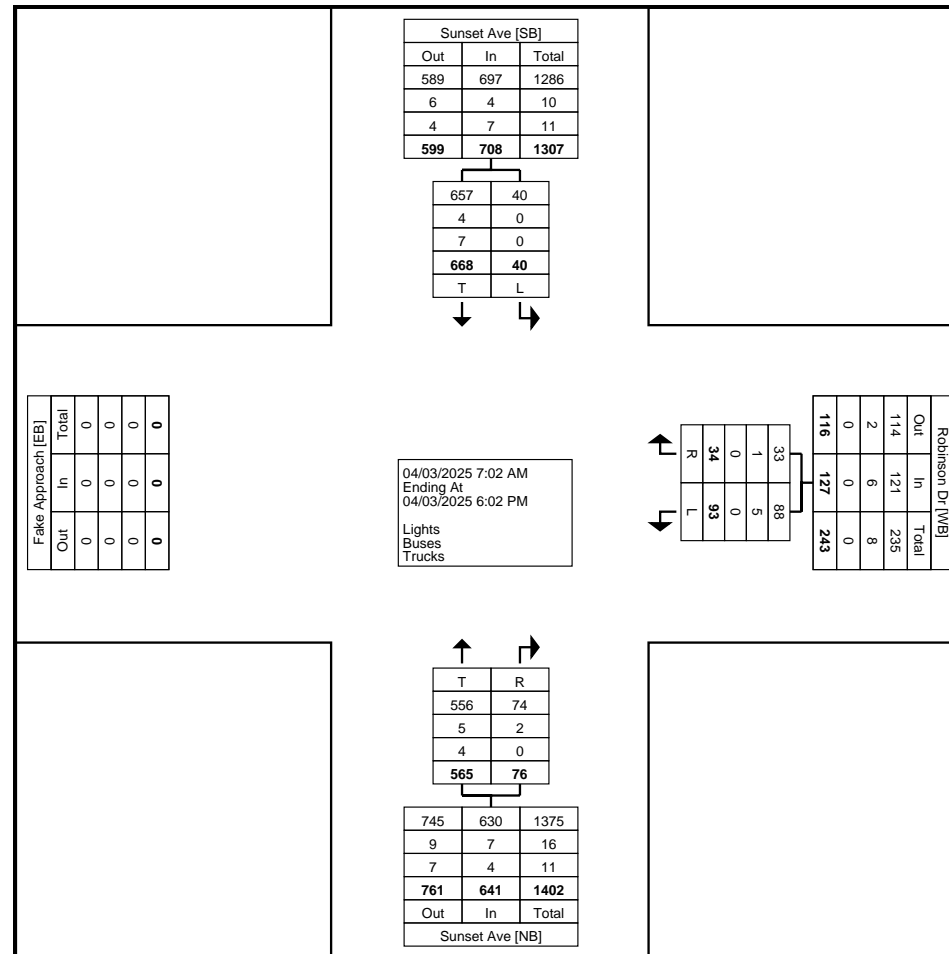 Sunset Ave [SB]
Out In Total
589 697 1286
6 4 10
4 7 11
599 708 1307
657 40
4 0
7 0
668 40
T L
Fake Approach [EB]
Total 0 0 0 0
In 0 0 0 0
Out 0 0 0 0
04/03/2025 7:02 AM
Ending At
04/03/2025 6:02 PM
Lights
Buses
Trucks
R 34 0 1 33
L 93 0 5 88
Robinson Dr [WB]
Out In Total
114 121 235
2 6 8
0 0 0
116 127 243
T R
556 74
5 2
4 0
565 76
745 630 1375
9 7 16
7 4 11
761 641 1402
Out In Total
Sunset Ave [NB]